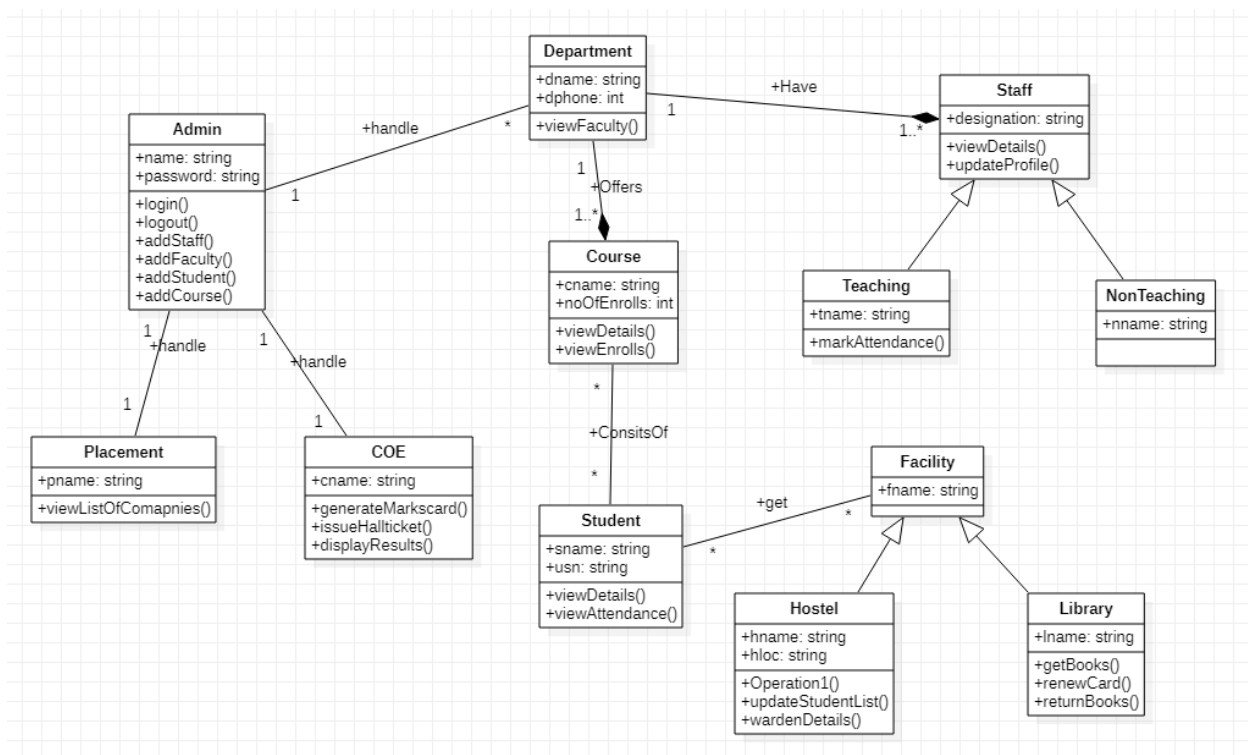 Department
+dname: string
+dphone: int
+viewFaculty()
1
+Have
1..*
Staff
+designation: string
+viewDetails()
+updateProfile()
Admin
+name: string
+password: string
+login()
+logout()
+addStaff()
+addFaculty()
+addStudent()
+addCourse()
1
+handle
*
1
+Offers
1..*
Course
+cname: string
+noOfEnrolls: int
+viewDetails()
+viewEnrolls()
Teaching
+tname: string
+markAttendance()
NonTeaching
+nname: string
1
+handle
1
1
+handle
1
Placement
+pname: string
+viewListOfComapnies()
COE
+cname: string
+generateMarkscard()
+issueHallticket()
+displayResults()
*
+ConsitsOf
*
Student
+sname: string
+usn: string
+viewDetails()
+viewAttendance()
*
+get
*
Facility
+fname: string
Hostel
+hname: string
+hloc: string
+Operation1()
+updateStudentList()
+wardenDetails()
Library
+lname: string
+getBooks()
+renewCard()
+returnBooks()